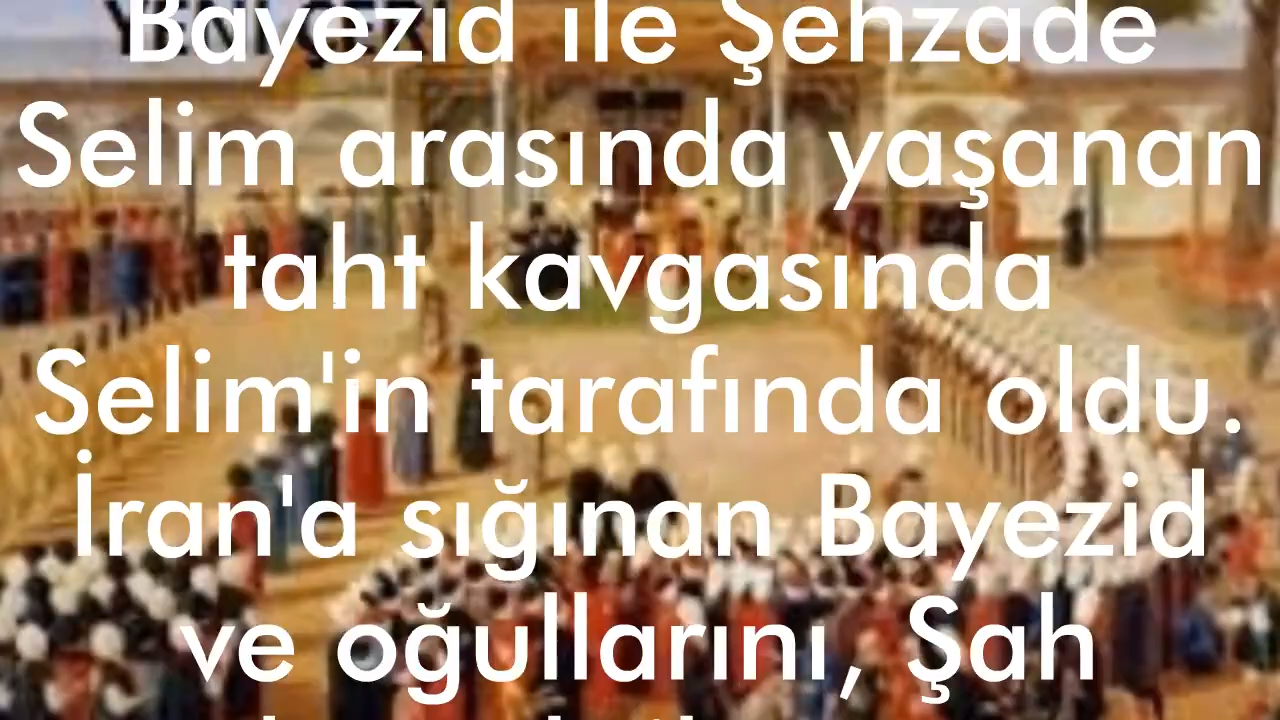 Bayezid ile Şehzade
Selim arasında yaşanan
taht kavgasında
Selim'in tarafında oldu.
İran'a sığınan Bayezid
ve oğullarını, Şah